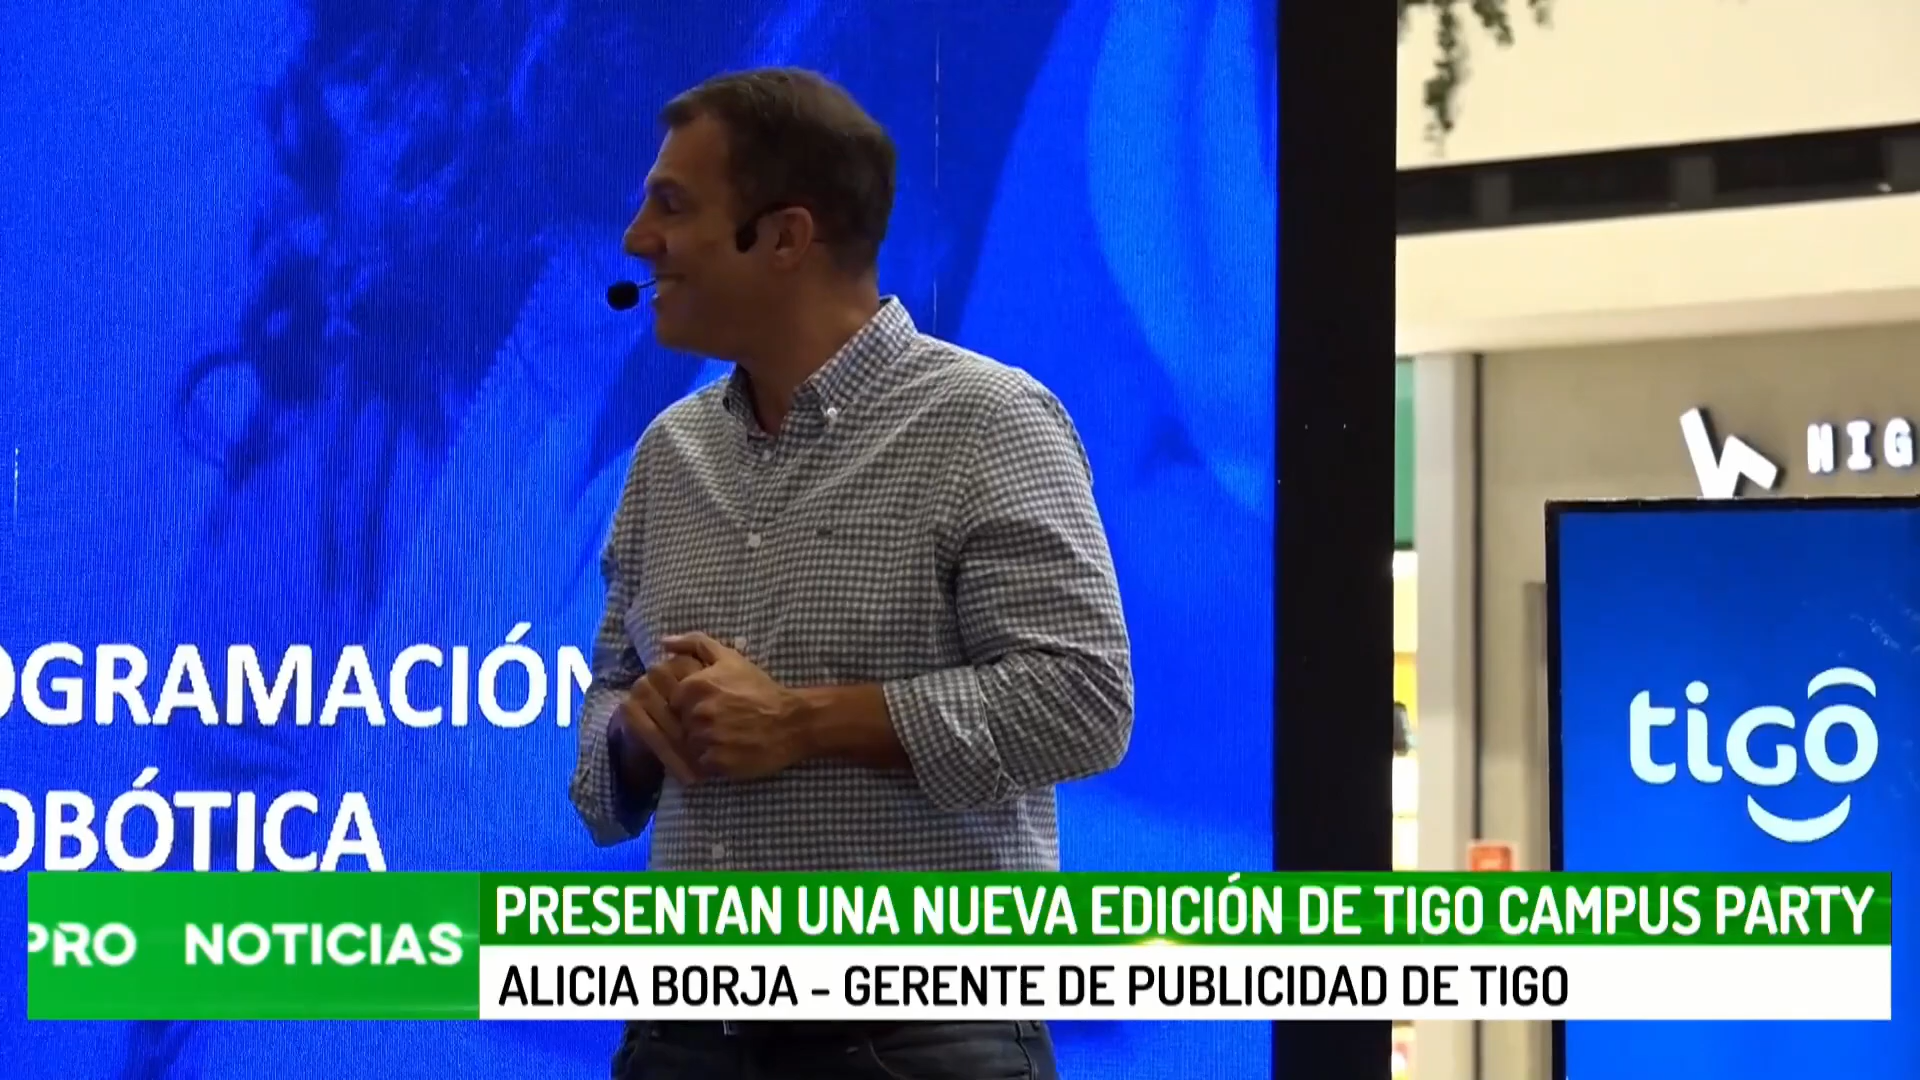 OGRAMACIÓN
OBÓTICA
HIG
tigo
PRO NOTICIAS
PRESENTAN UNA NUEVA EDICIÓN DE TIGO CAMPUS PARTY
ALICIA BORJA - GERENTE DE PUBLICIDAD DE TIGO